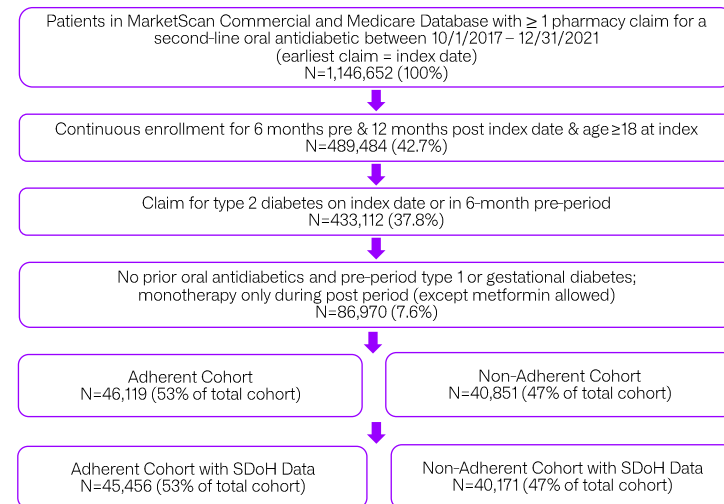 Patients in MarketScan Commercial and Medicare Database with ≥ 1 pharmacy claim for a
second-line oral antidiabetic between 10/1/2017 – 12/31/2021
(earliest claim = index date)
N=1,146,652 (100%)
Continuous enrollment for 6 months pre & 12 months post index date & age ≥18 at index
N=489,484 (42.7%)
Claim for type 2 diabetes on index date or in 6-month pre-period
N=433,112 (37.8%)
No prior oral antidiabetics and pre-period type 1 or gestational diabetes;
monotherapy only during post period (except metformin allowed)
N=86,970 (7.6%)
Adherent Cohort
N=46,119 (53% of total cohort)
Non-Adherent Cohort
N=40,851 (47% of total cohort)
Adherent Cohort with SDoH Data
N=45,456 (53% of total cohort)
Non-Adherent Cohort with SDoH Data
N=40,171 (47% of total cohort)